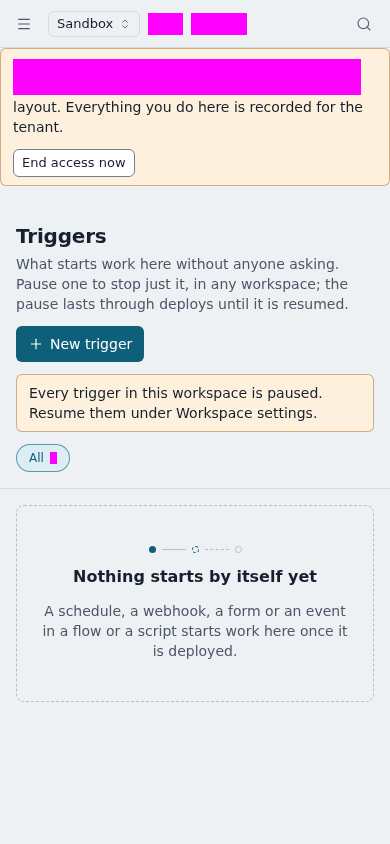 Sandbox
layout. Everything you do here is recorded for the
tenant.
End access now
Triggers
What starts work here without anyone asking.
Pause one to stop just it, in any workspace; the
pause lasts through deploys until it is resumed.
New trigger
Every trigger in this workspace is paused.
Resume them under Workspace settings.
All
Nothing starts by itself yet
A schedule, a webhook, a form or an event
in a flow or a script starts work here once it
is deployed.